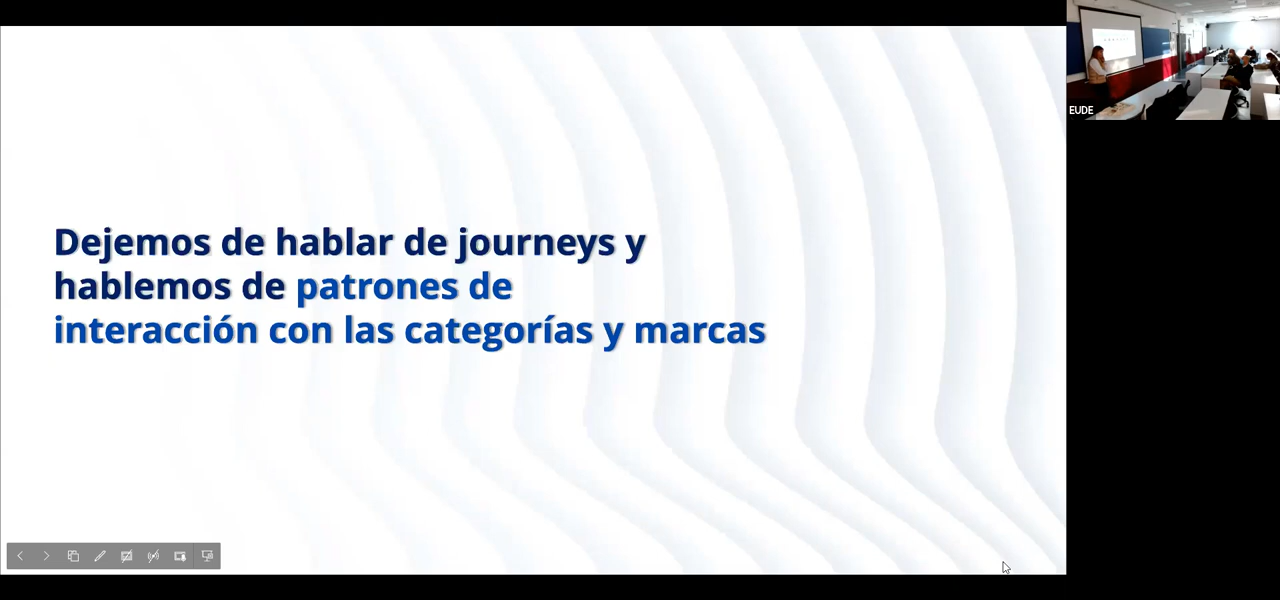 Dejemos de hablar de journeys y
hablemos de patrones de
interacción con las categorías y marcas
EUDE